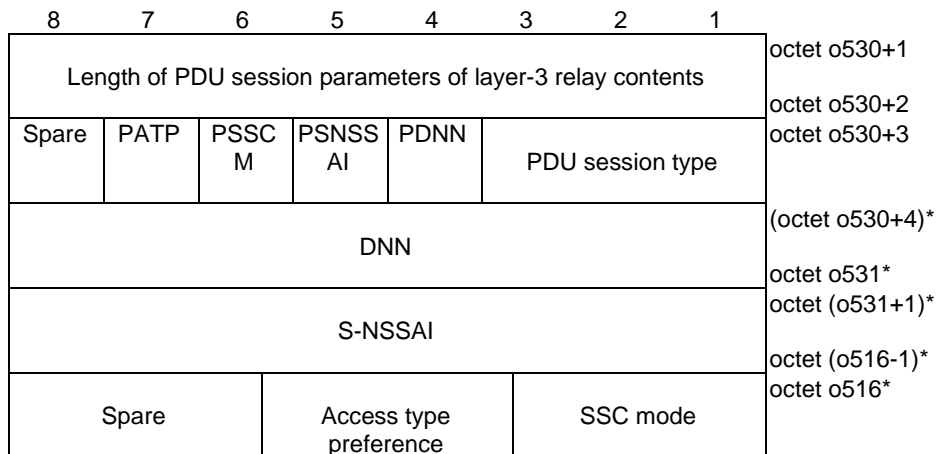 8 7 6 5 4 3 2 1
Length of PDU session parameters of layer-3 relay contents
octet o530+1
octet o530+2
Spare PATP PSSC PSNSS PDNN PDU session type octet o530+3
M AI
DNN
(octet o530+4)*
octet o531*
S-NSSAI
octet (o531+1)*
octet (o516-1)*
Spare Access type SSC mode octet o516*
preference